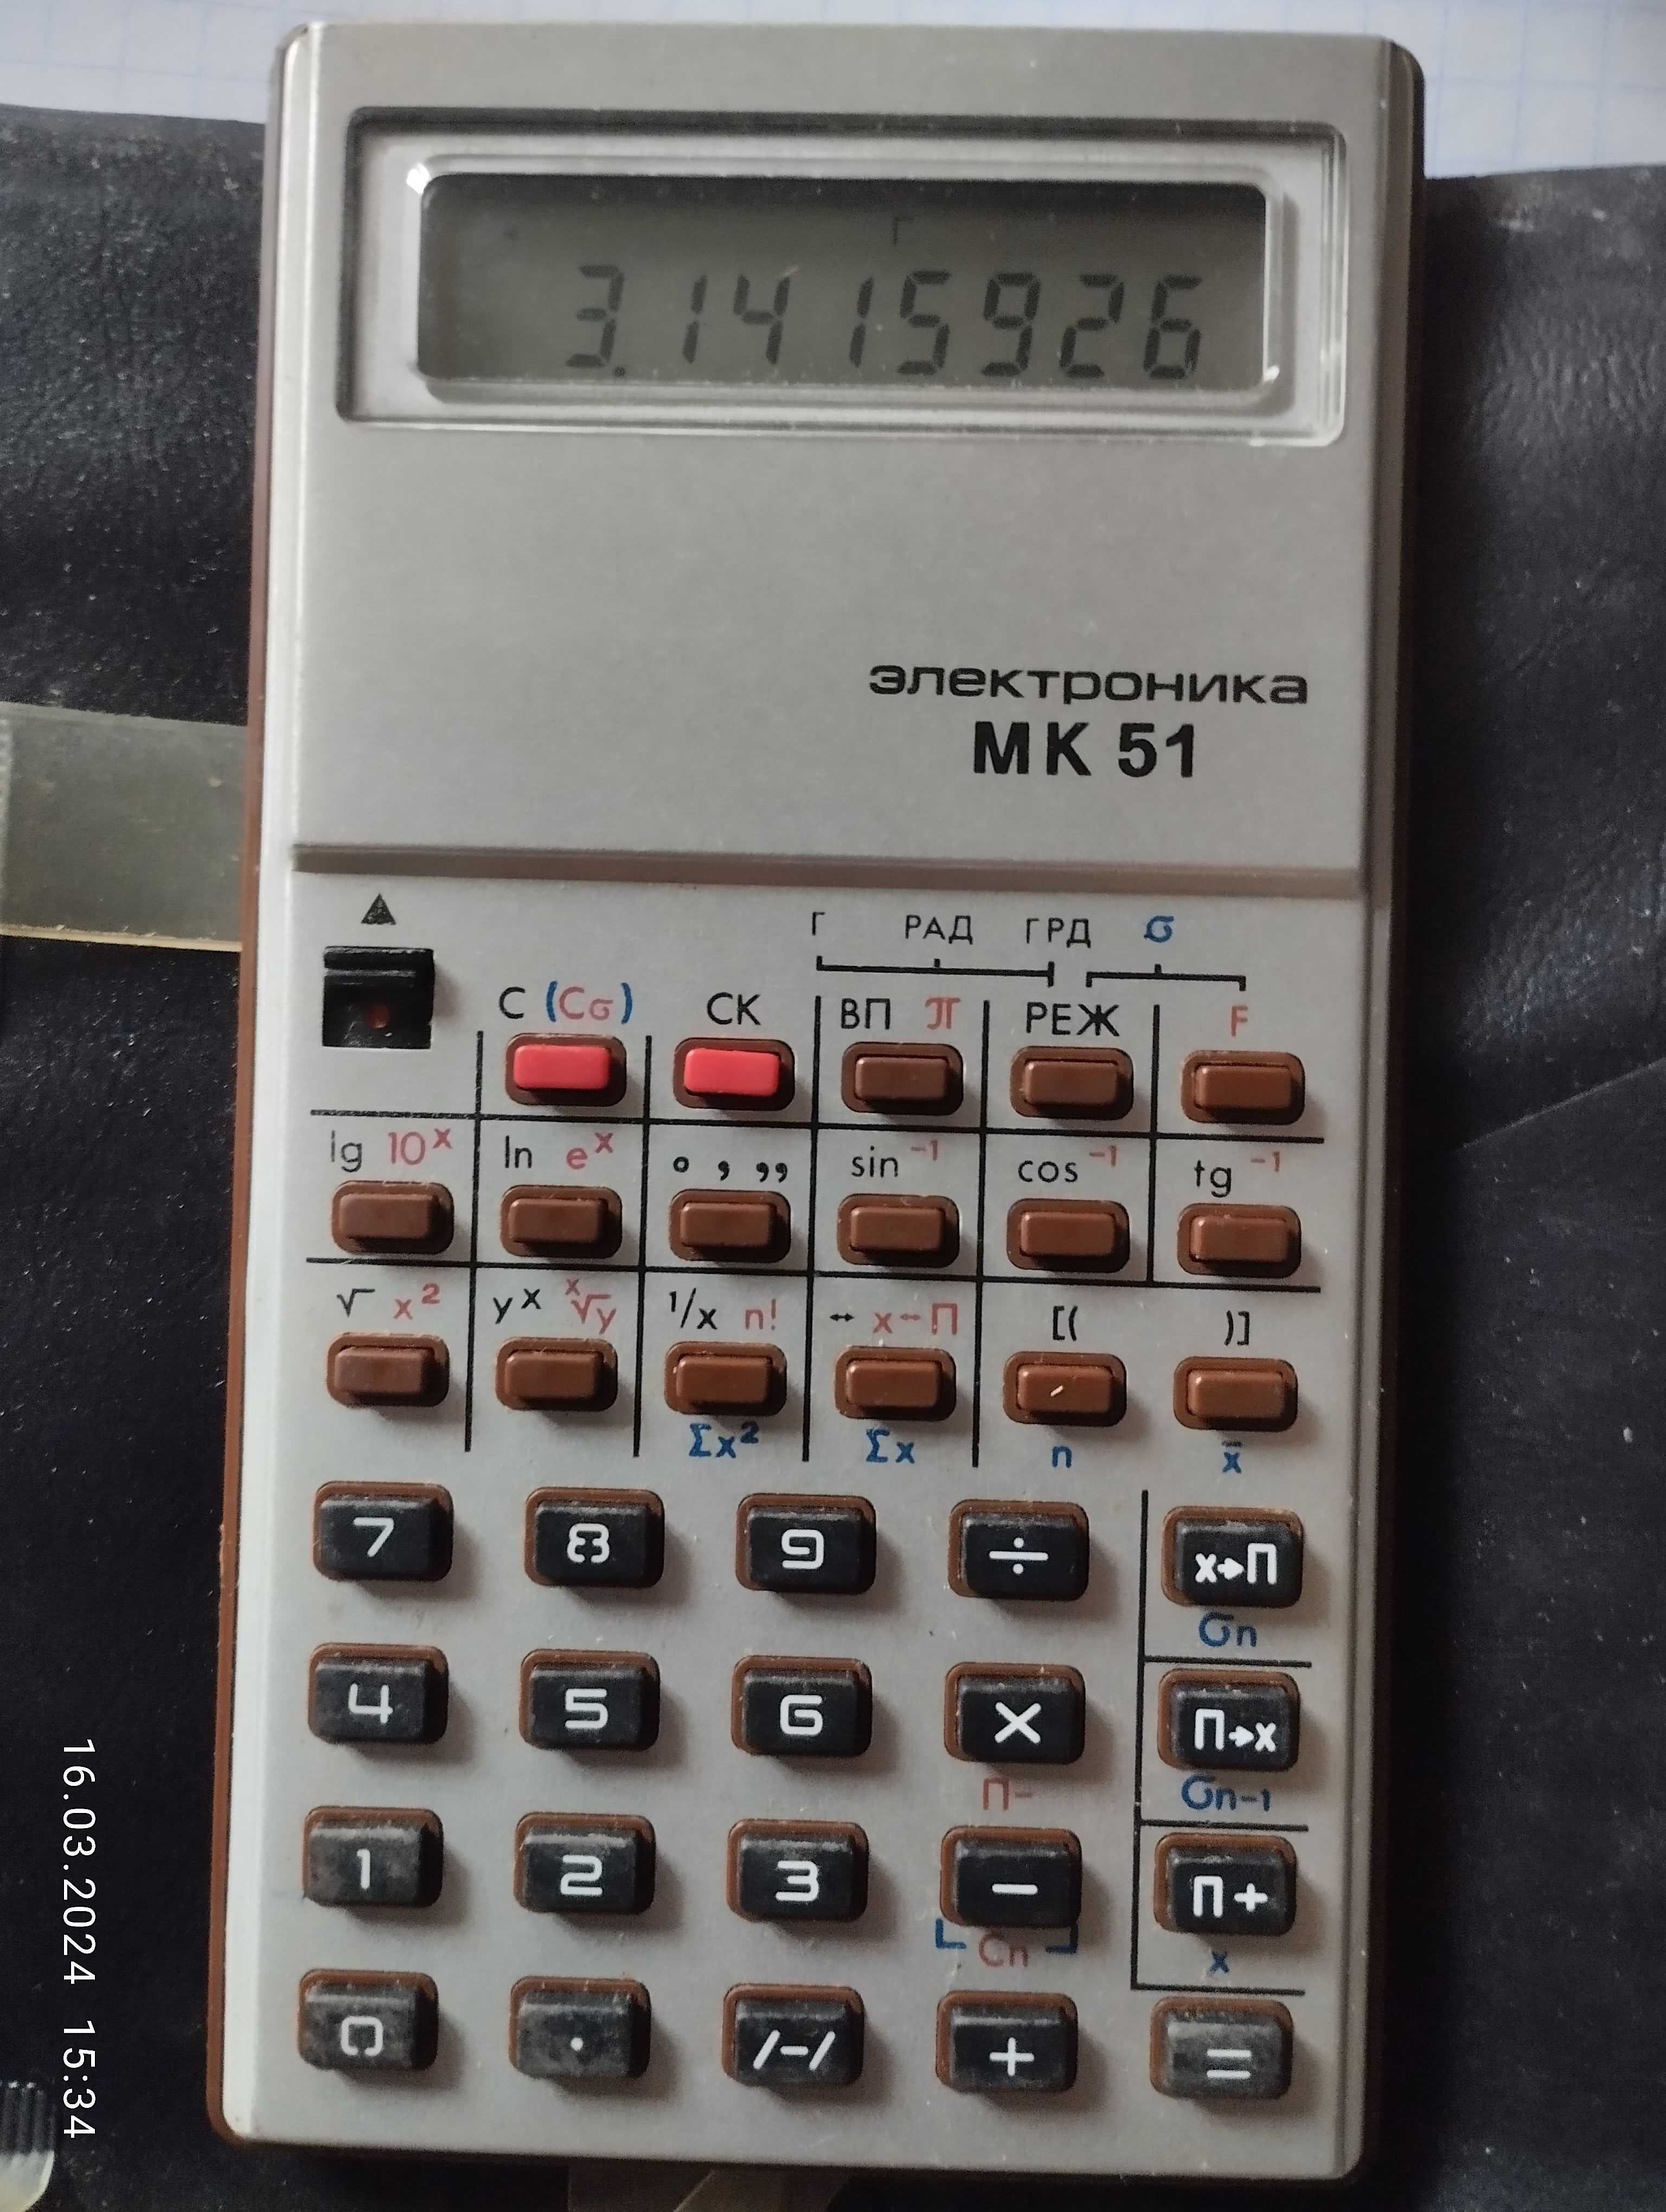 Г
3.1415926
электроника
МК 51
Г РАД ГРД σ
С (Сσ) СК ВП π РЕЖ F
lg 10ˣ ln eˣ ° , ,, sin ⁻¹ cos ⁻¹ tg ⁻¹
√ x² yˣ ˣ√y 1/x n! ↔ x↔П [( )]
Σx² Σx n x̄
7 8 9 ÷ x→П
σn
4 5 6 × П→x
П- σn-1
1 2 3 − П+
Cn x
0 · /-/ + =
16.03.2024 15:34